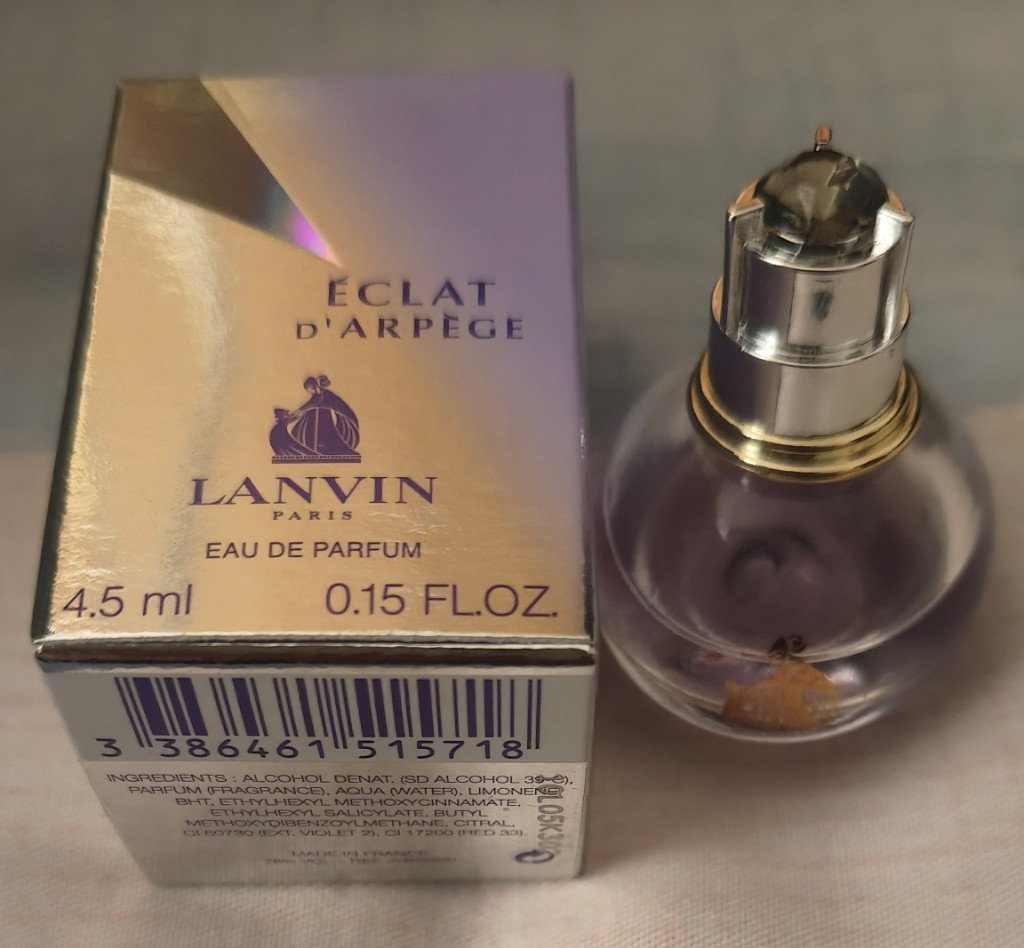 ÉCLAT
D'ARPÈGE
LANVIN
PARIS
EAU DE PARFUM
4.5 ml 0.15 FL.OZ.
3 386461 515718
INGREDIENTS : ALCOHOL DENAT. (SD ALCOHOL
PARFUM (FRAGRANCE), AQUA (WATER), LIMONENE,
BHT, ETHYLHEXYL METHOXYCINNAMATE,
ETHYLHEXYL SALICYLATE, BUTYL
METHOXYDIBENZOYLMETHANE, CITRAL,
CI 60730 (EXT. VIOLET 2), CI 17200 (RED 33).
MADE IN FRANCE